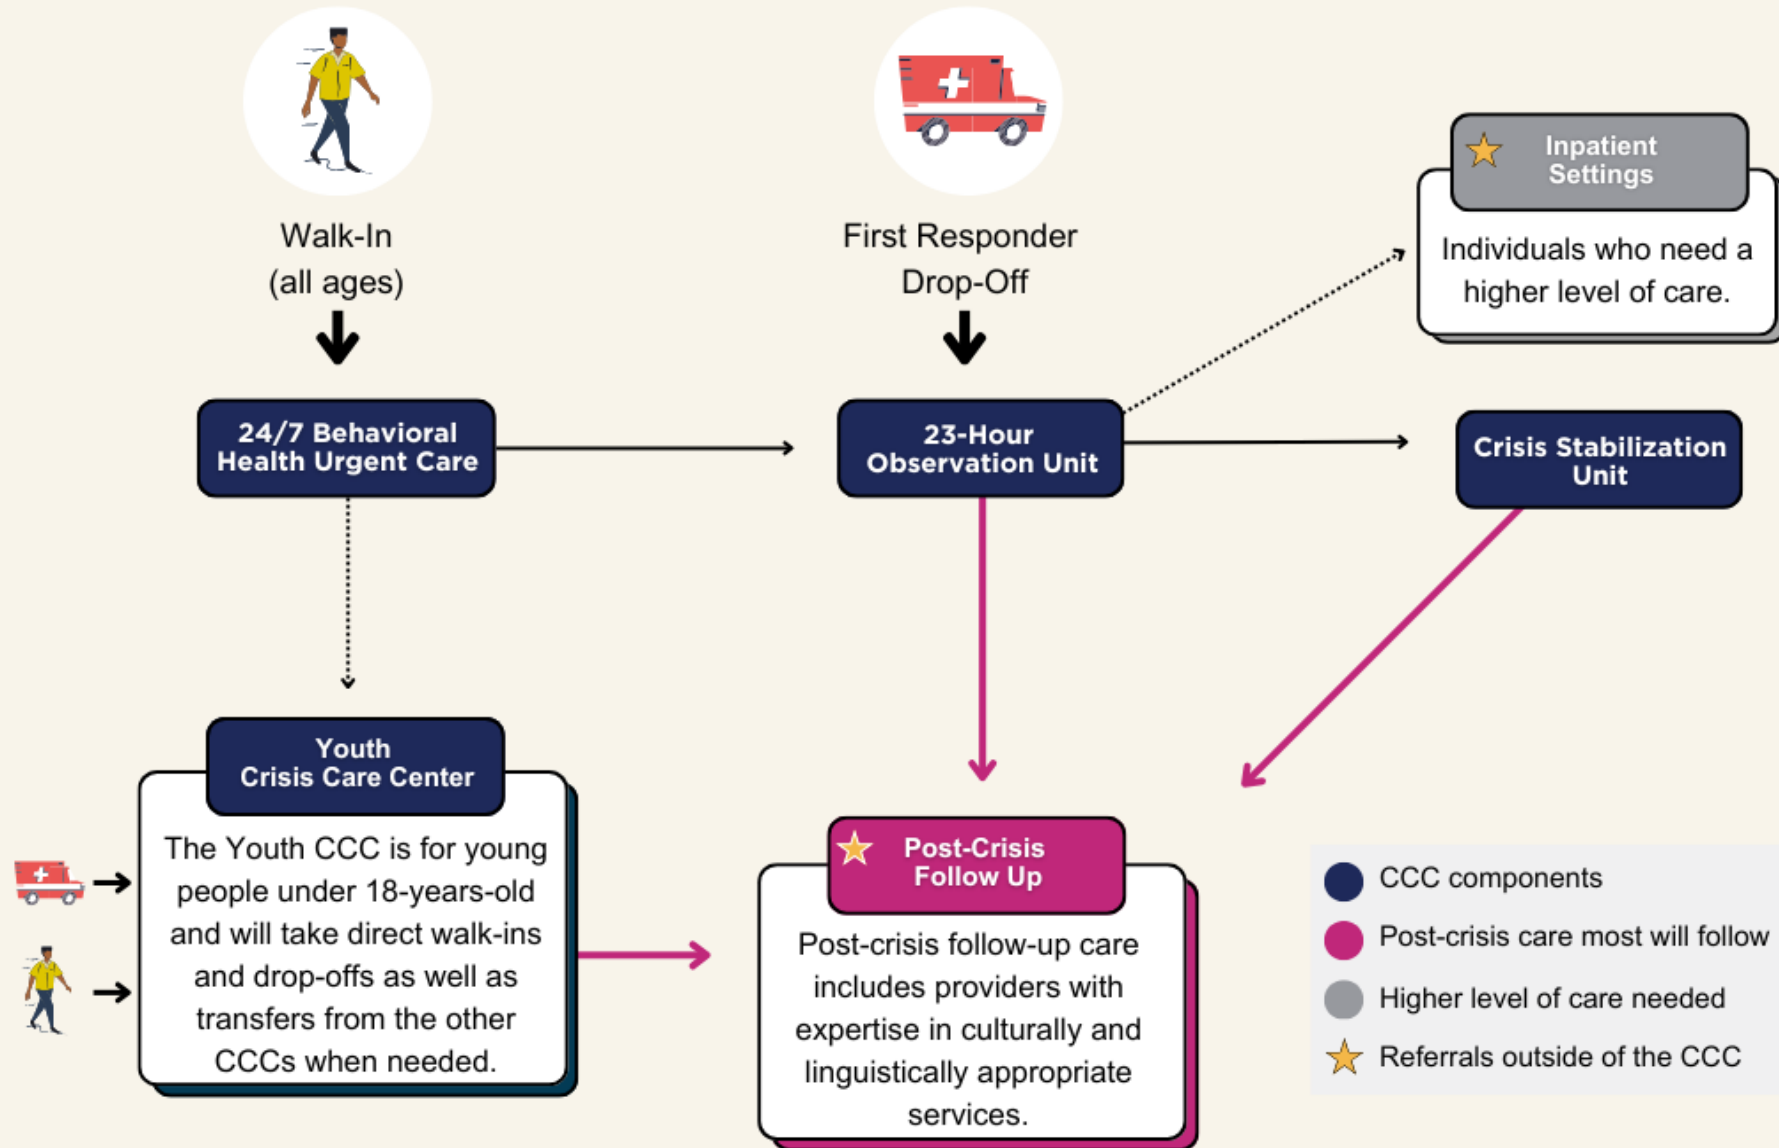 Walk-In
(all ages)
First Responder
Drop-Off
Inpatient
Settings
Individuals who need a
higher level of care.
24/7 Behavioral
Health Urgent Care
23-Hour
Observation Unit
Crisis Stabilization
Unit
Youth
Crisis Care Center
The Youth CCC is for young
people under 18-years-old
and will take direct walk-ins
and drop-offs as well as
transfers from the other
CCCs when needed.
Post-Crisis
Follow Up
Post-crisis follow-up care
includes providers with
expertise in culturally and
linguistically appropriate
services.
CCC components
Post-crisis care most will follow
Higher level of care needed
Referrals outside of the CCC